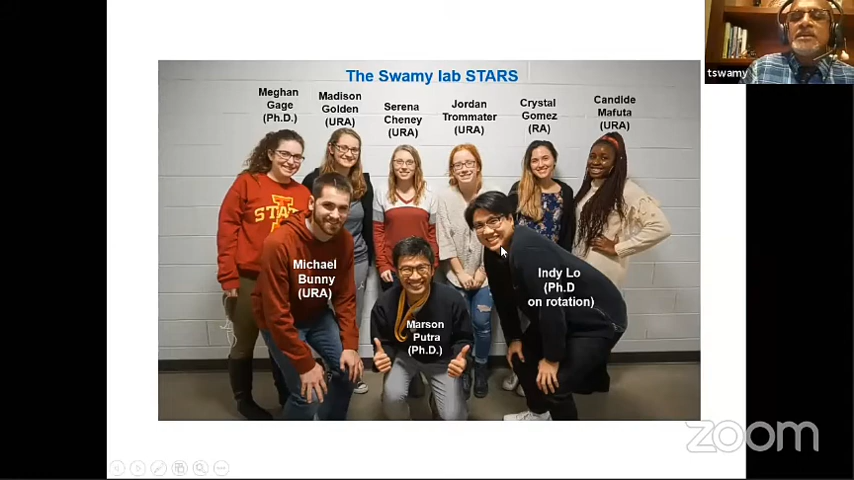 The Swamy lab STARS
Meghan
Gage
(Ph.D.)
Madison
Golden
(URA)
Serena
Cheney
(URA)
Jordan
Trommater
(URA)
Crystal
Gomez
(RA)
Candide
Mafuta
(URA)
STATE
Michael
Bunny
(URA)
Marson
Putra
(Ph.D.)
Indy Lo
(Ph.D
on rotation)
tswamy
zoom